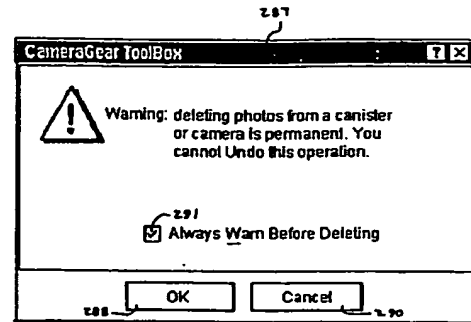 287
CameraGear ToolBox
Warning: deleting photos from a canister
or camera is permanent. You
cannot Undo this operation.
291
Always Warn Before Deleting
OK Cancel
288 290